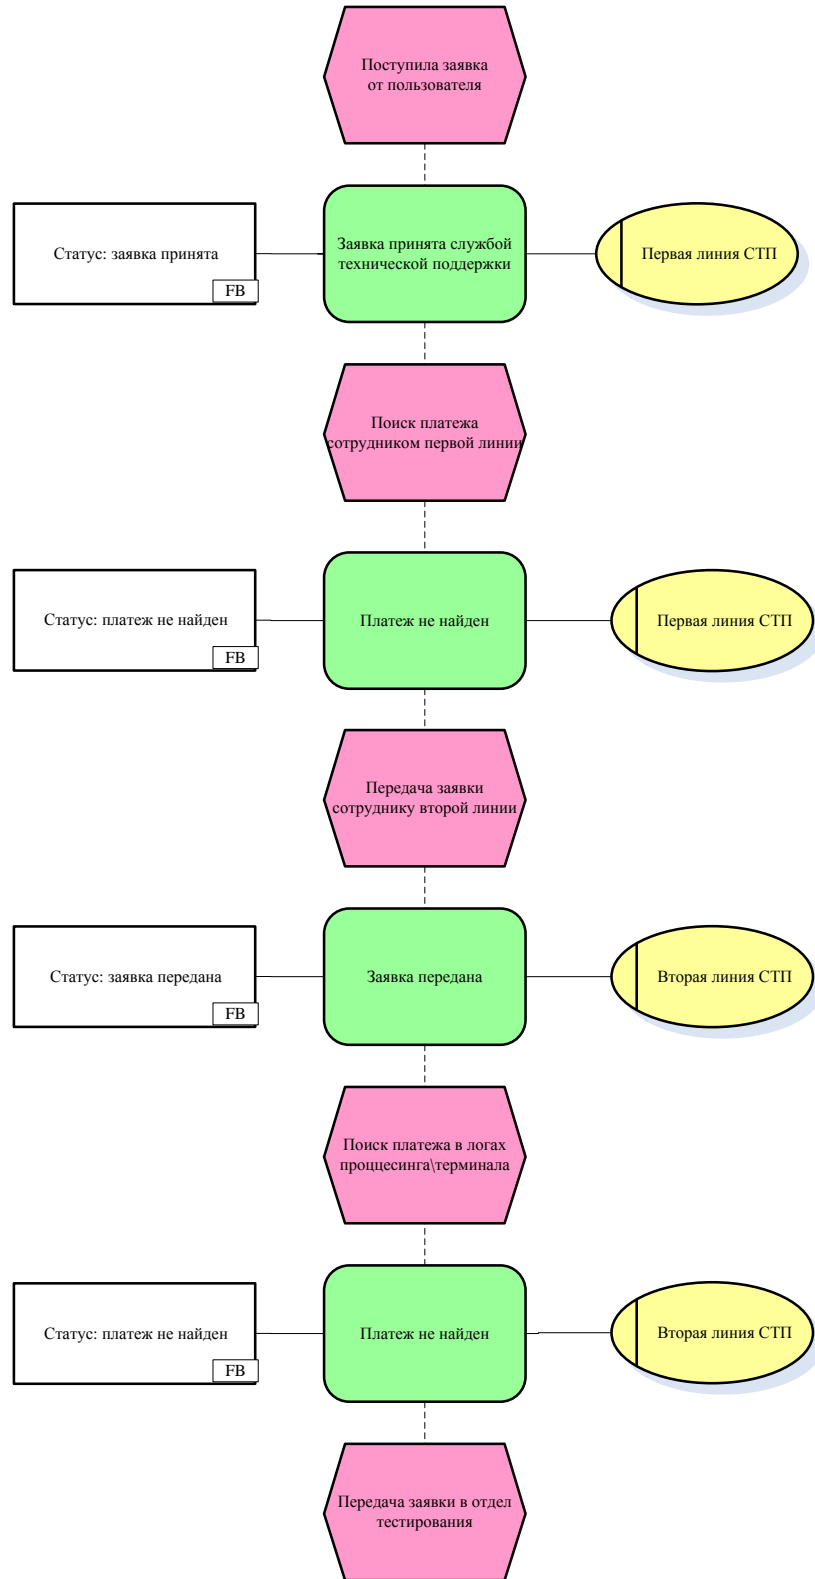 Поступила заявка
от пользователя
Статус: заявка принята
FB
Заявка принята службой
технической поддержки
Первая линия СТП
Поиск платежа
сотрудником первой линии
Статус: платеж не найден
FB
Платеж не найден
Первая линия СТП
Передача заявки
сотруднику второй линии
Статус: заявка передана
FB
Заявка передана
Вторая линия СТП
Поиск платежа в логах
проццесинга\терминала
Статус: платеж не найден
FB
Платеж не найден
Вторая линия СТП
Передача заявки в отдел
тестирования